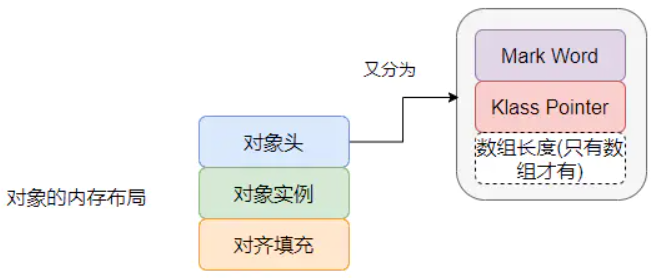 对象的内存布局
对象头
对象实例
对齐填充
又分为
Mark Word
Klass Pointer
数组长度(只有数
组才有)